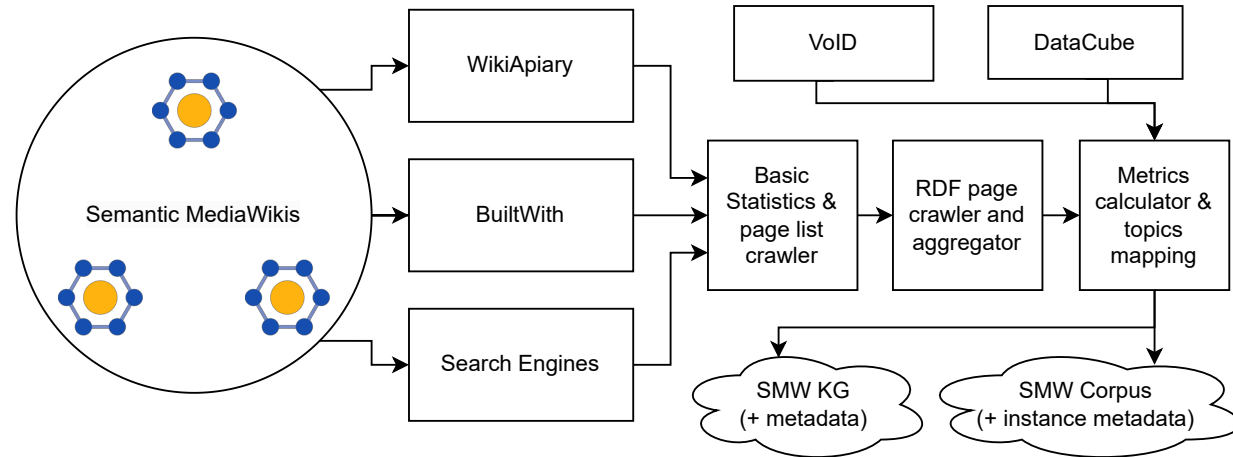 Semantic MediaWikis
WikiApiary
BuiltWith
Search Engines
VoID
DataCube
Basic
Statistics &
page list
crawler
RDF page
crawler and
aggregator
Metrics
calculator &
topics
mapping
SMW KG
(+ metadata)
SMW Corpus
(+ instance metadata)